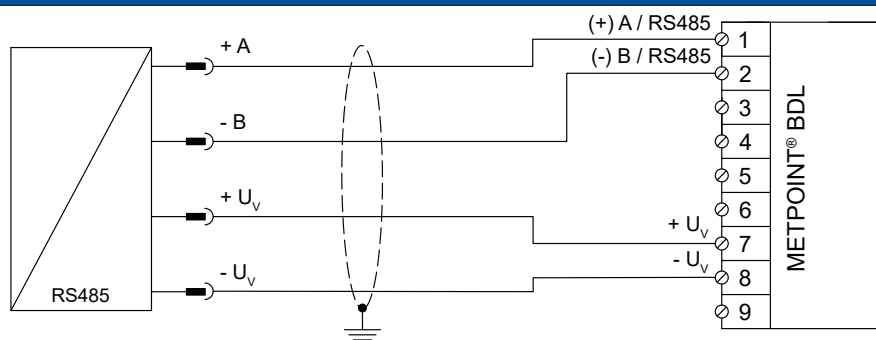 (+) A / RS485
+ A
(-) B / RS485
- B
+ Uv
- Uv
RS485
+ Uv
- Uv
1
2
3
4
5
6
7
8
9
METPOINT® BDL